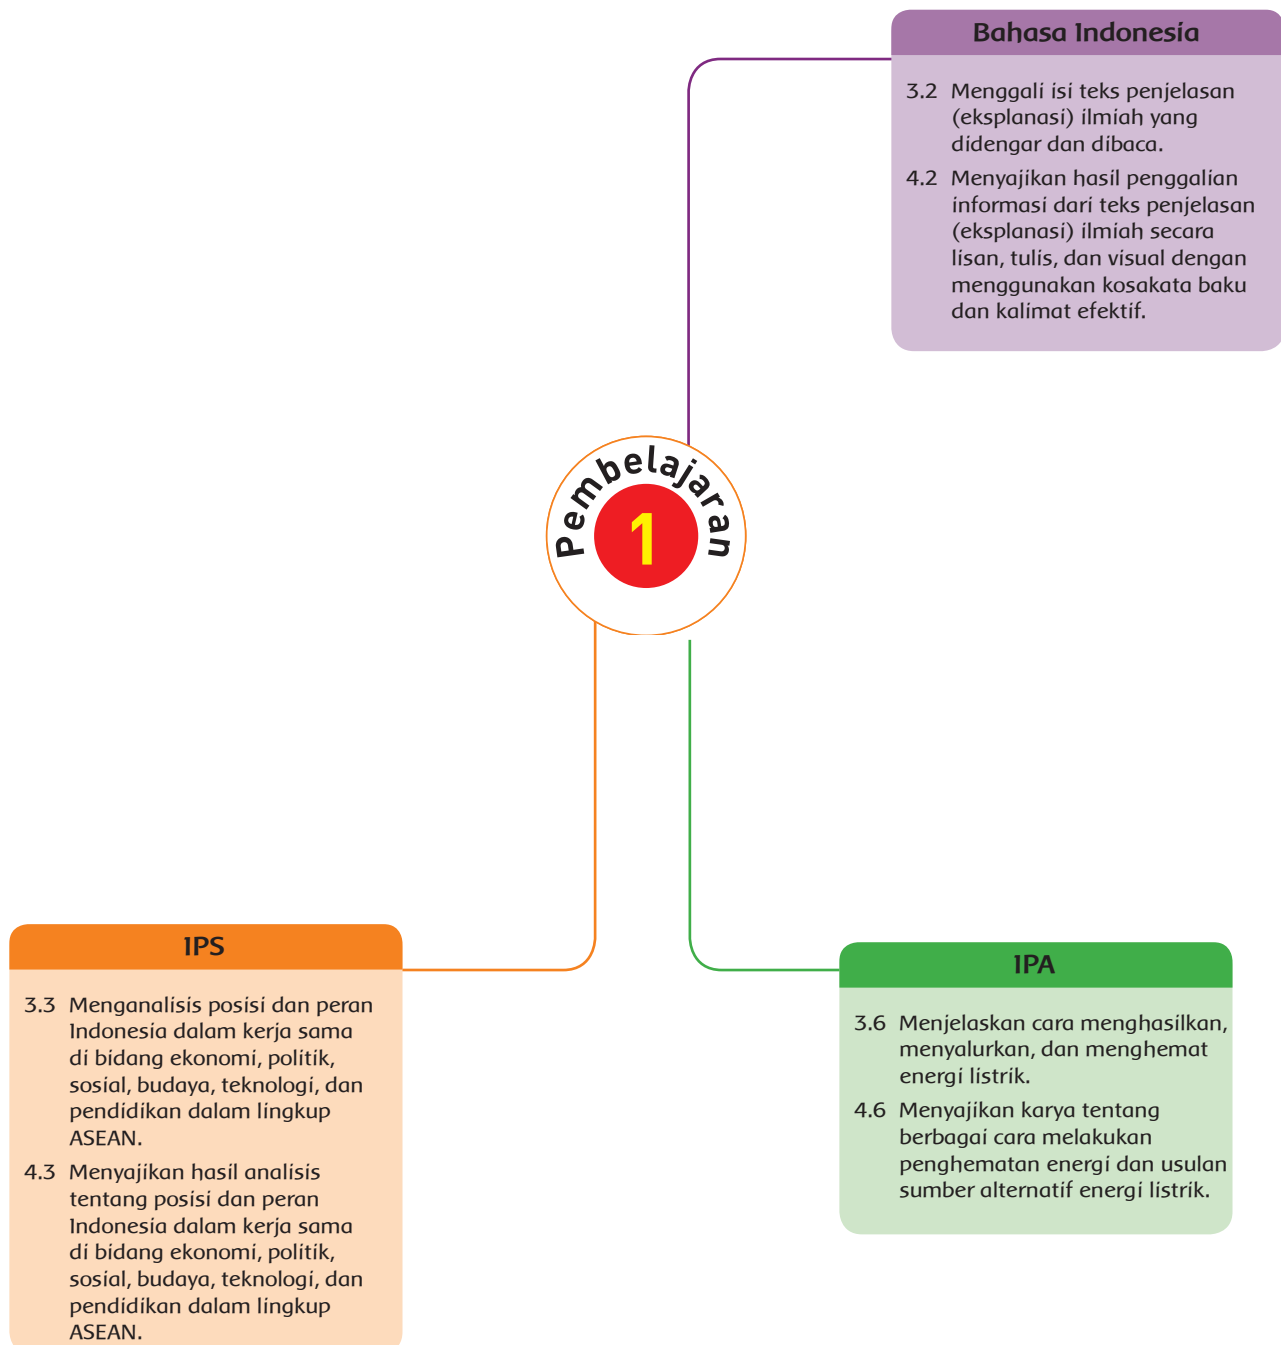 Bahasa Indonesia
3.2 Menggali isi teks penjelasan
(eksplanasi) ilmiah yang
didengar dan dibaca.
4.2 Menyajikan hasil penggalian
informasi dari teks penjelasan
(eksplanasi) ilmiah secara
lisan, tulis, dan visual dengan
menggunakan kosakata baku
dan kalimat efektif.
Pembelajaran
1
IPS
3.3 Menganalisis posisi dan peran
Indonesia dalam kerja sama
di bidang ekonomi, politik,
sosial, budaya, teknologi, dan
pendidikan dalam lingkup
ASEAN.
4.3 Menyajikan hasil analisis
tentang posisi dan peran
Indonesia dalam kerja sama
di bidang ekonomi, politik,
sosial, budaya, teknologi, dan
pendidikan dalam lingkup
ASEAN.
IPA
3.6 Menjelaskan cara menghasilkan,
menyalurkan, dan menghemat
energi listrik.
4.6 Menyajikan karya tentang
berbagai cara melakukan
penghematan energi dan usulan
sumber alternatif energi listrik.